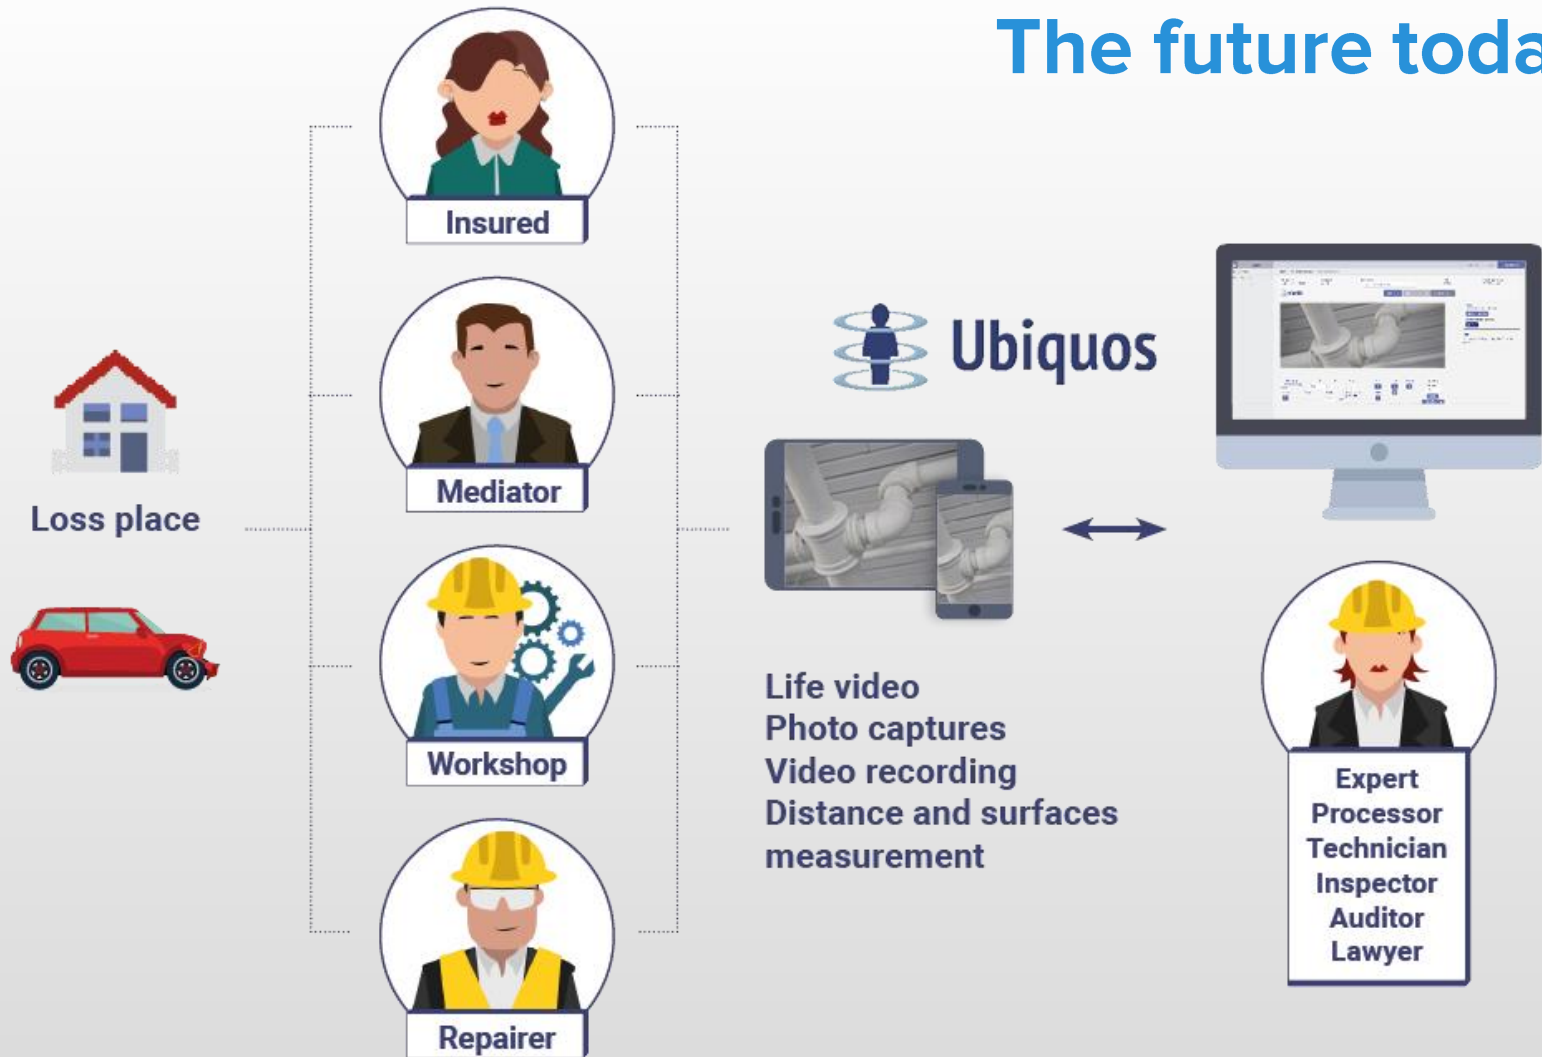 The future toda
Insured
Mediator
Loss place
Workshop
Repairer
Ubiquos
Life video
Photo captures
Video recording
Distance and surfaces
measurement
Expert
Processor
Technician
Inspector
Auditor
Lawyer